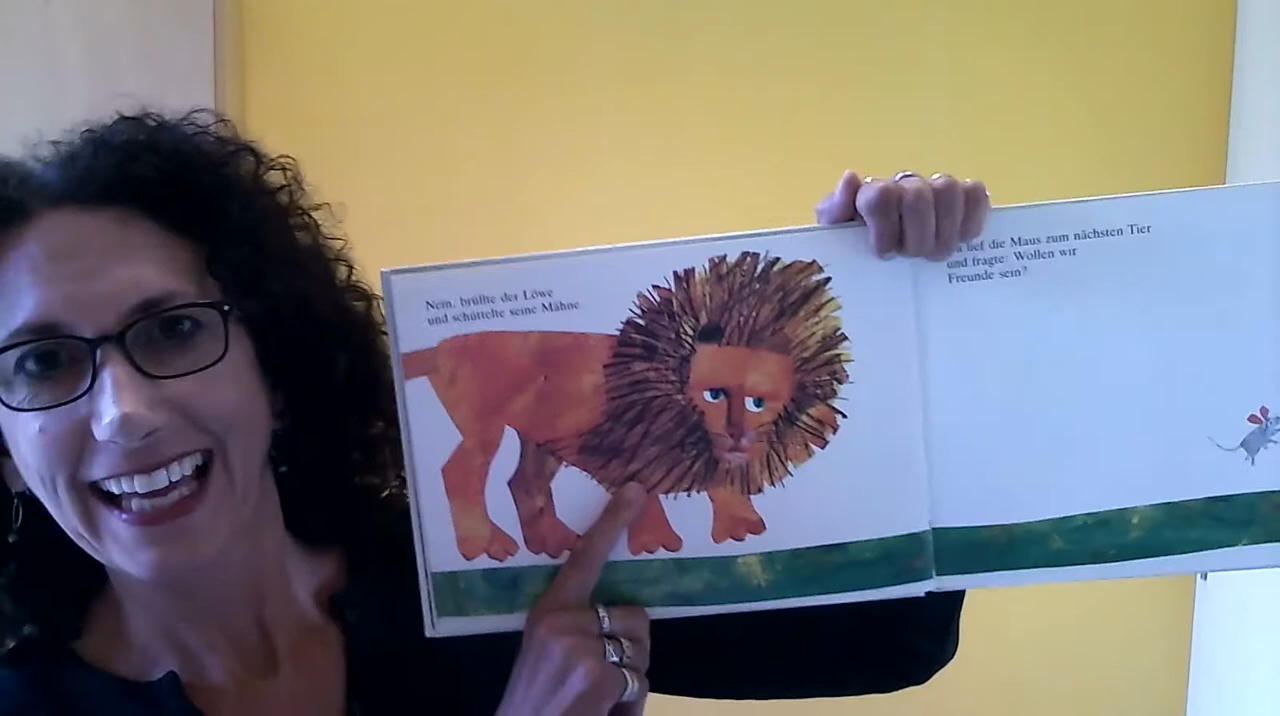 Nein, brüllte der Löwe
und schüttelte seine Mähne
lief die Maus zum nächsten Tier
und fragte: Wollen wir
Freunde sein?